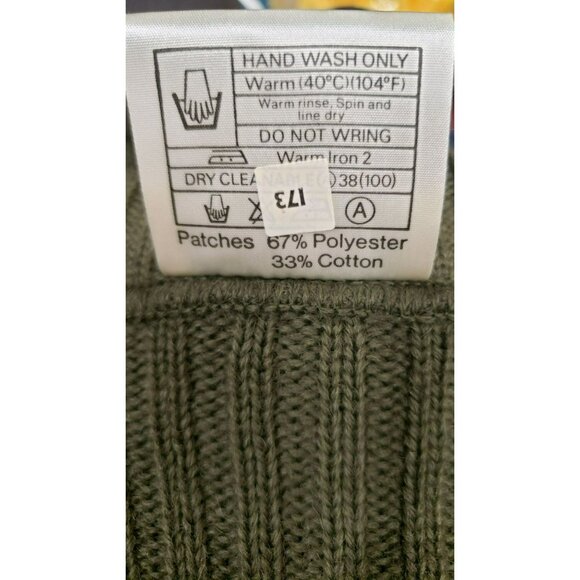 HAND WASH ONLY
Warm (40°C)(104°F)
Warm rinse, Spin and
line dry
DO NOT WRING
Warm Iron 2
DRY CLEANAM E( )38(100)
173
A
Patches 67% Polyester
33% Cotton